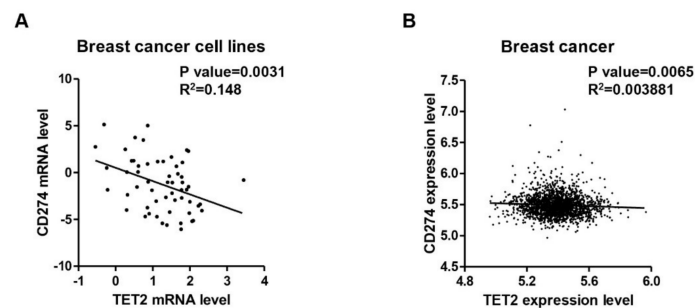 A
Breast cancer cell lines
P value=0.0031
R²=0.148
CD274 mRNA level
10
5
0
-5
-10
-1 0 1 2 3 4
TET2 mRNA level
B
Breast cancer
P value=0.0065
R²=0.003881
CD274 expression level
7.5
7.0
6.5
6.0
5.5
5.0
4.5
4.8 5.2 5.6 6.0
TET2 expression level